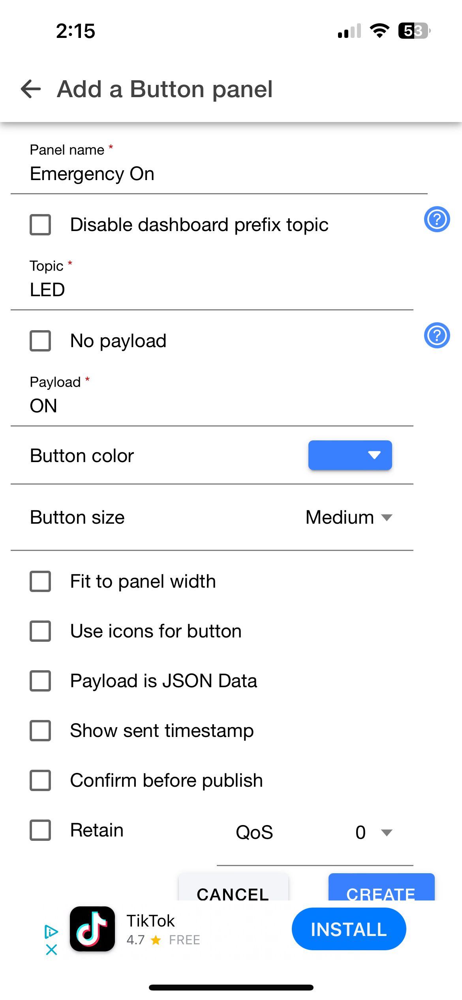 2:15
53
Add a Button panel
Panel name *
Emergency On
Disable dashboard prefix topic
?
Topic *
LED
No payload
?
Payload *
ON
Button color
Button size
Medium
Fit to panel width
Use icons for button
Payload is JSON Data
Show sent timestamp
Confirm before publish
Retain
QoS
0
CANCEL
CREATE
TikTok
4.7 ★ FREE
INSTALL